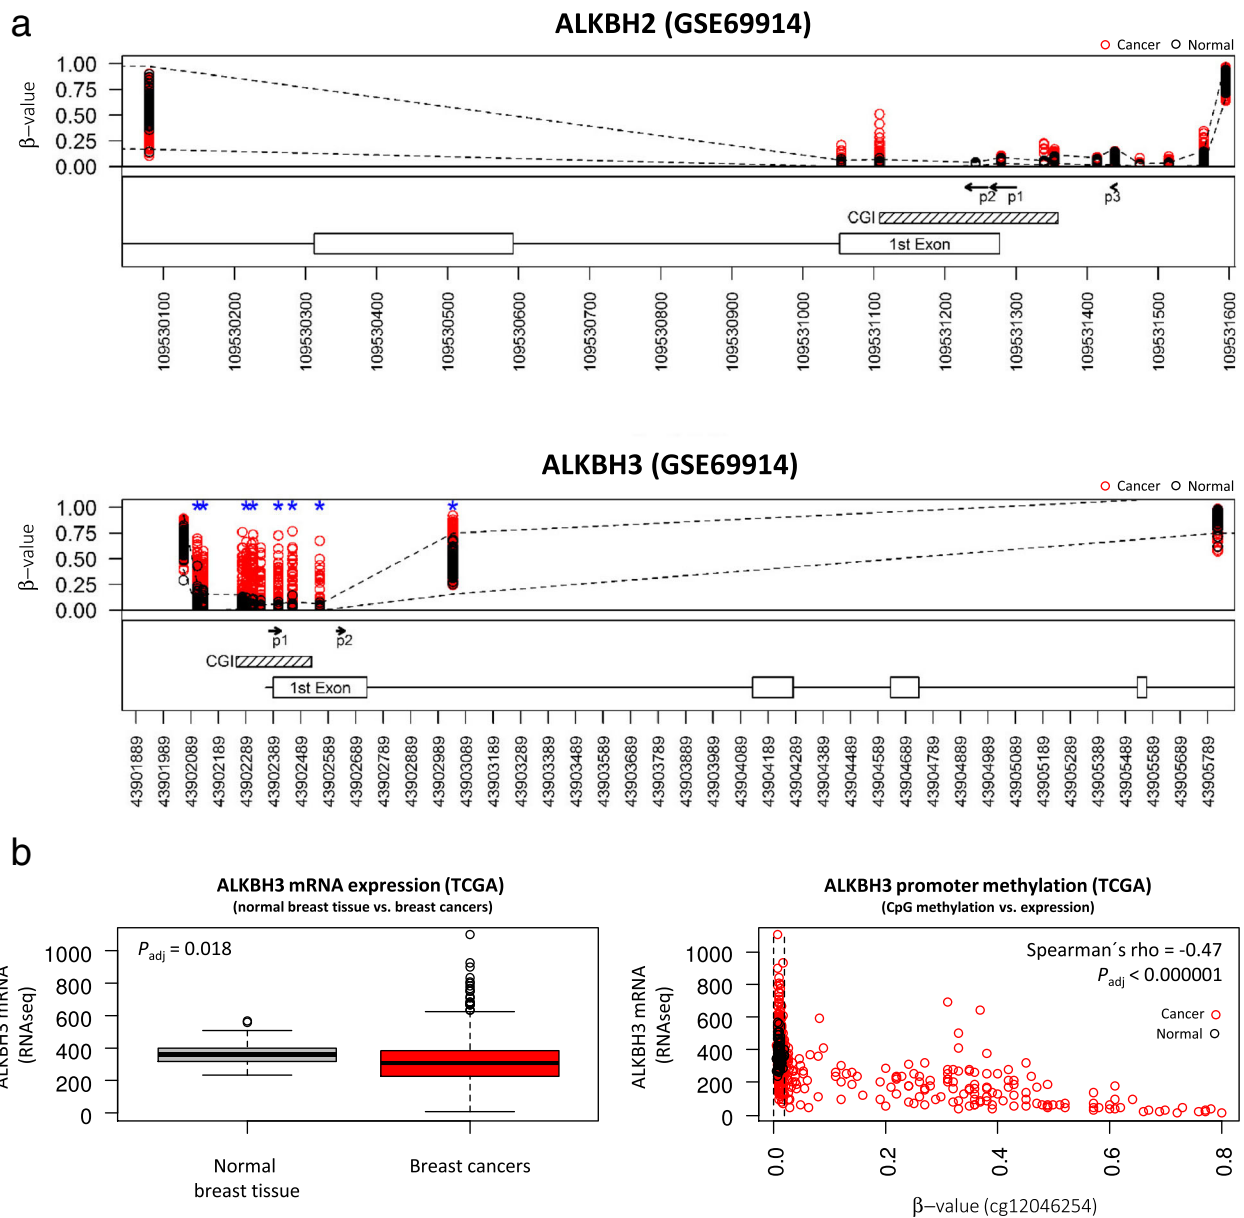 a
ALKBH2 (GSE69914)
Cancer Normal
β−value
1.00
0.75
0.50
0.25
0.00
p2 p1 p3
CGI
1st Exon
109530100 109530200 109530300 109530400 109530500 109530600 109530700 109530800 109530900 109531000 109531100 109531200 109531300 109531400 109531500 109531600
ALKBH3 (GSE69914)
Cancer Normal
β−value
1.00
0.75
0.50
0.25
0.00
** ** * * * *
p1 p2
CGI
1st Exon
43901889 43901989 43902089 43902189 43902289 43902389 43902489 43902589 43902689 43902789 43902889 43902989 43903089 43903189 43903289 43903389 43903489 43903589 43903689 43903789 43903889 43903989 43904089 43904189 43904289 43904389 43904489 43904589 43904689 43904789 43904889 43904989 43905089 43905189 43905289 43905389 43905489 43905589 43905689 43905789
b
ALKBH3 mRNA expression (TCGA)
(normal breast tissue vs. breast cancers)
ALKBH3 mRNA
(RNAseq)
1000
800
600
400
200
0
Padj = 0.018
Normal
breast tissue
Breast cancers
ALKBH3 promoter methylation (TCGA)
(CpG methylation vs. expression)
ALKBH3 mRNA
(RNAseq)
1000
800
600
400
200
0
Spearman´s rho = -0.47
Padj < 0.000001
Cancer
Normal
0.0 0.2 0.4 0.6 0.8
β−value (cg12046254)